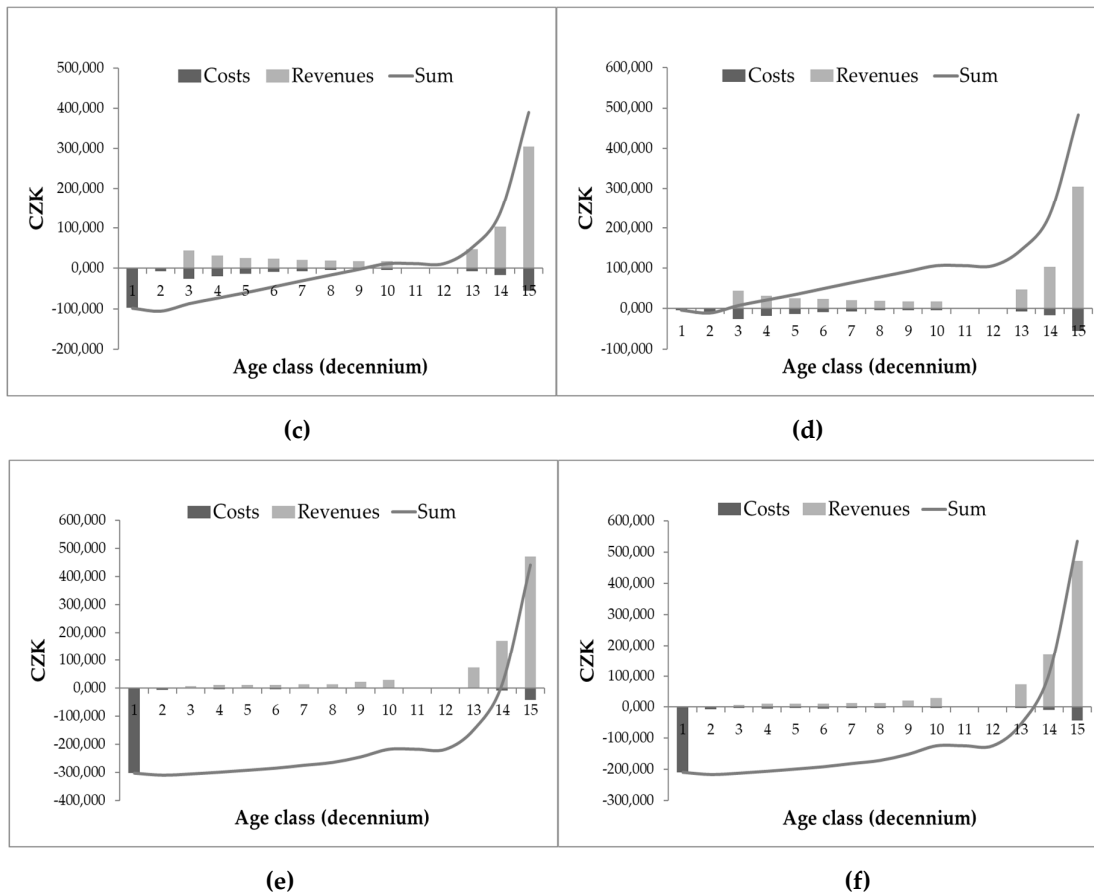 500,000
400,000
300,000
200,000
100,000
0,000
-100,000
-200,000
CZK
Costs Revenues Sum
1 2 3 4 5 6 7 8 9 10 11 12 13 14 15
Age class (decennium)
(c)
600,000
500,000
400,000
300,000
200,000
100,000
0,000
-100,000
CZK
Costs Revenues Sum
1 2 3 4 5 6 7 8 9 10 11 12 13 14 15
Age class (decennium)
(d)
600,000
500,000
400,000
300,000
200,000
100,000
0,000
-100,000
-200,000
-300,000
-400,000
CZK
Costs Revenues Sum
1 2 3 4 5 6 7 8 9 10 11 12 13 14 15
Age class (decennium)
(e)
600,000
500,000
400,000
300,000
200,000
100,000
0,000
-100,000
-200,000
-300,000
CZK
Costs Revenues Sum
1 2 3 4 5 6 7 8 9 10 11 12 13 14 15
Age class (decennium)
(f)